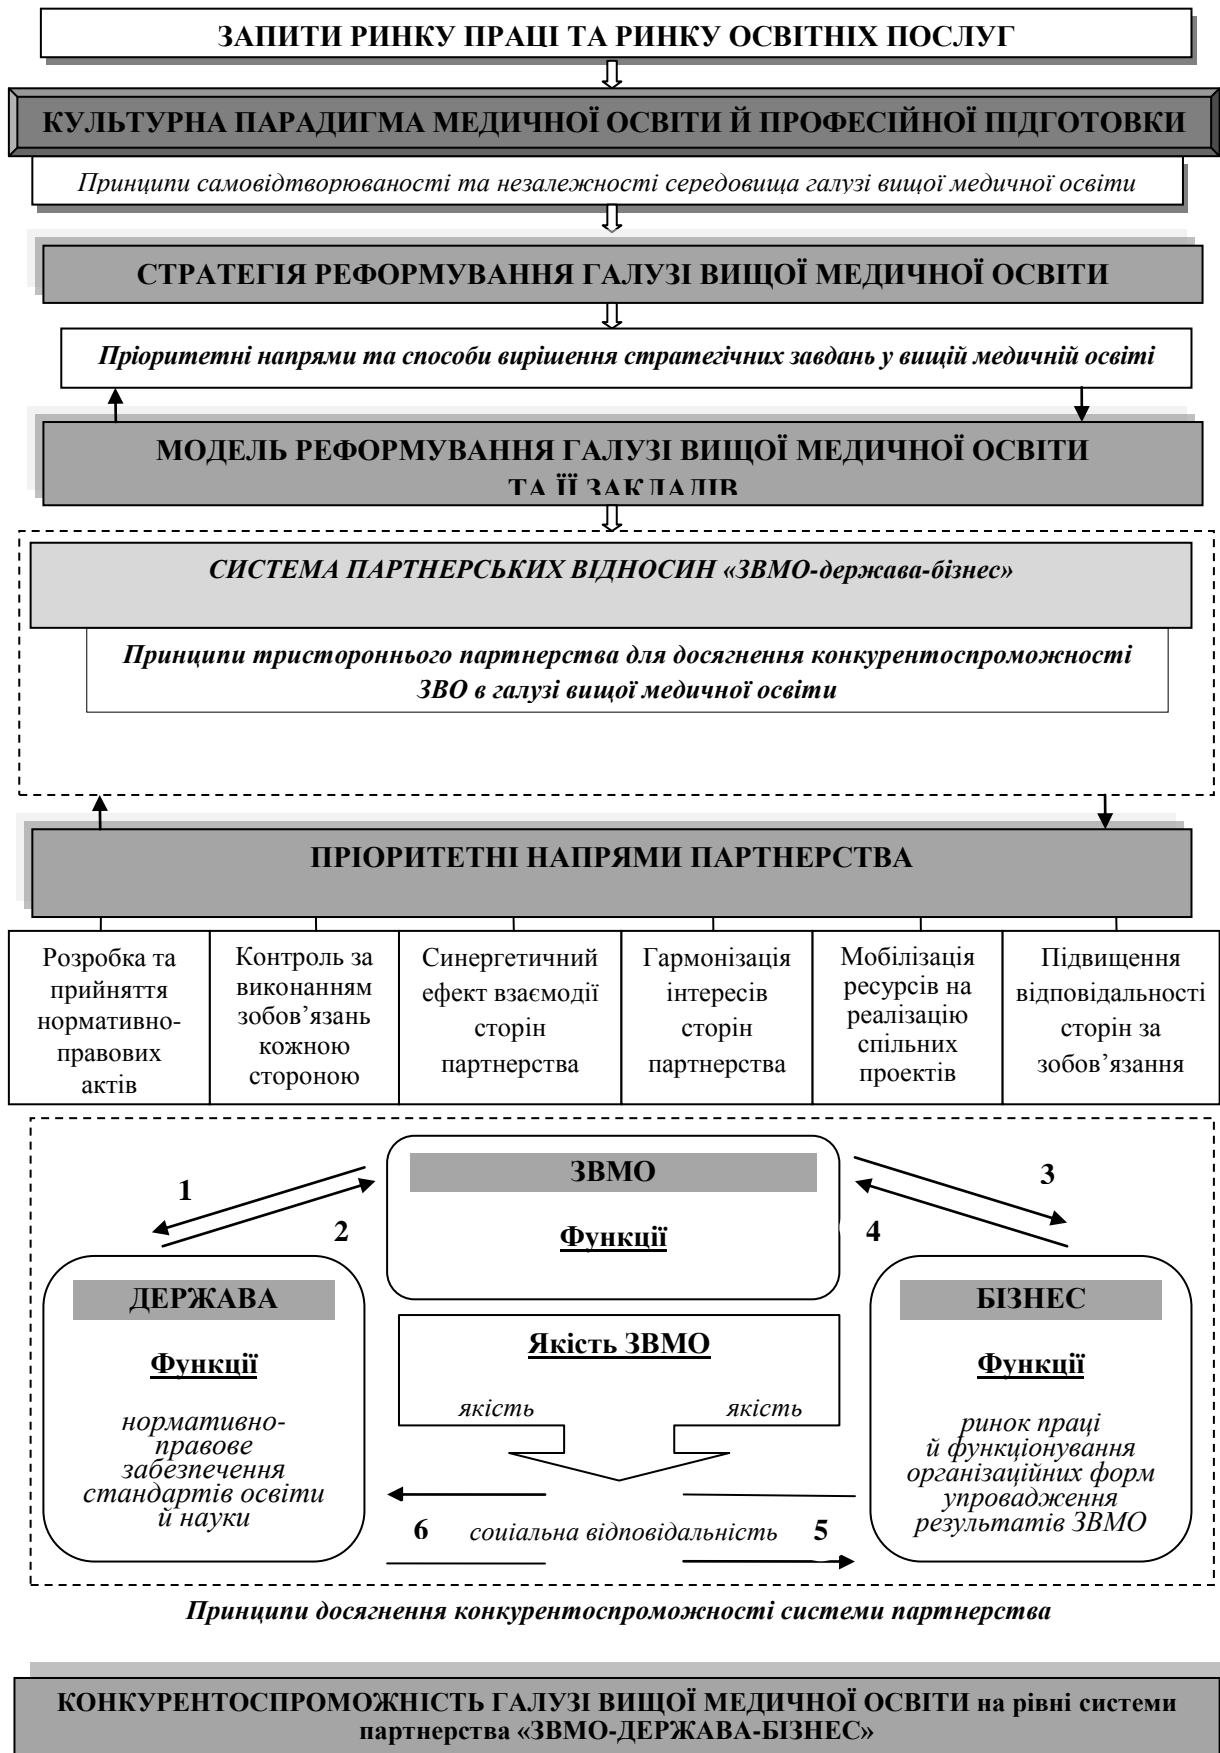 ЗАПИТИ РИНКУ ПРАЦІ ТА РИНКУ ОСВІТНІХ ПОСЛУГ
КУЛЬТУРНА ПАРАДИГМА МЕДИЧНОЇ ОСВІТИ Й ПРОФЕСІЙНОЇ ПІДГОТОВКИ
Принципи самовідтворюваності та незалежності середовища галузі вищої медичної освіти
СТРАТЕГІЯ РЕФОРМУВАННЯ ГАЛУЗІ ВИЩОЇ МЕДИЧНОЇ ОСВІТИ
Пріоритетні напрями та способи вирішення стратегічних завдань у вищій медичній освіті
МОДЕЛЬ РЕФОРМУВАННЯ ГАЛУЗІ ВИЩОЇ МЕДИЧНОЇ ОСВІТИ
ТА ЇЇ ЗАКЛАДІВ
СИСТЕМА ПАРТНЕРСЬКИХ ВІДНОСИН «ЗВМО-держава-бізнес»
Принципи тристороннього партнерства для досягнення конкурентоспроможності
ЗВО в галузі вищої медичної освіти
ПРІОРИТЕТНІ НАПРЯМИ ПАРТНЕРСТВА
Розробка та
прийняття
нормативно-
правових
актів
Контроль за
виконанням
зобов’язань
кожною
стороною
Синергетичний
ефект взаємодії
сторін
партнерства
Гармонізація
інтересів
сторін
партнерства
Мобілізація
ресурсів на
реалізацію
спільних
проектів
Підвищення
відповідальності
сторін за
зобов’язання
ЗВМО
Функції
1
2
3
4
ДЕРЖАВА
Функції
нормативно-
правове
забезпечення
стандартів освіти
й науки
Якість ЗВМО
якість
якість
БІЗНЕС
Функції
ринок праці
й функціонування
організаційних форм
упровадження
результатів ЗВМО
6
соціальна відповідальність
5
Принципи досягнення конкурентоспроможності системи партнерства
КОНКУРЕНТОСПРОМОЖНІСТЬ ГАЛУЗІ ВИЩОЇ МЕДИЧНОЇ ОСВІТИ на рівні системи
партнерства «ЗВМО-ДЕРЖАВА-БІЗНЕС»